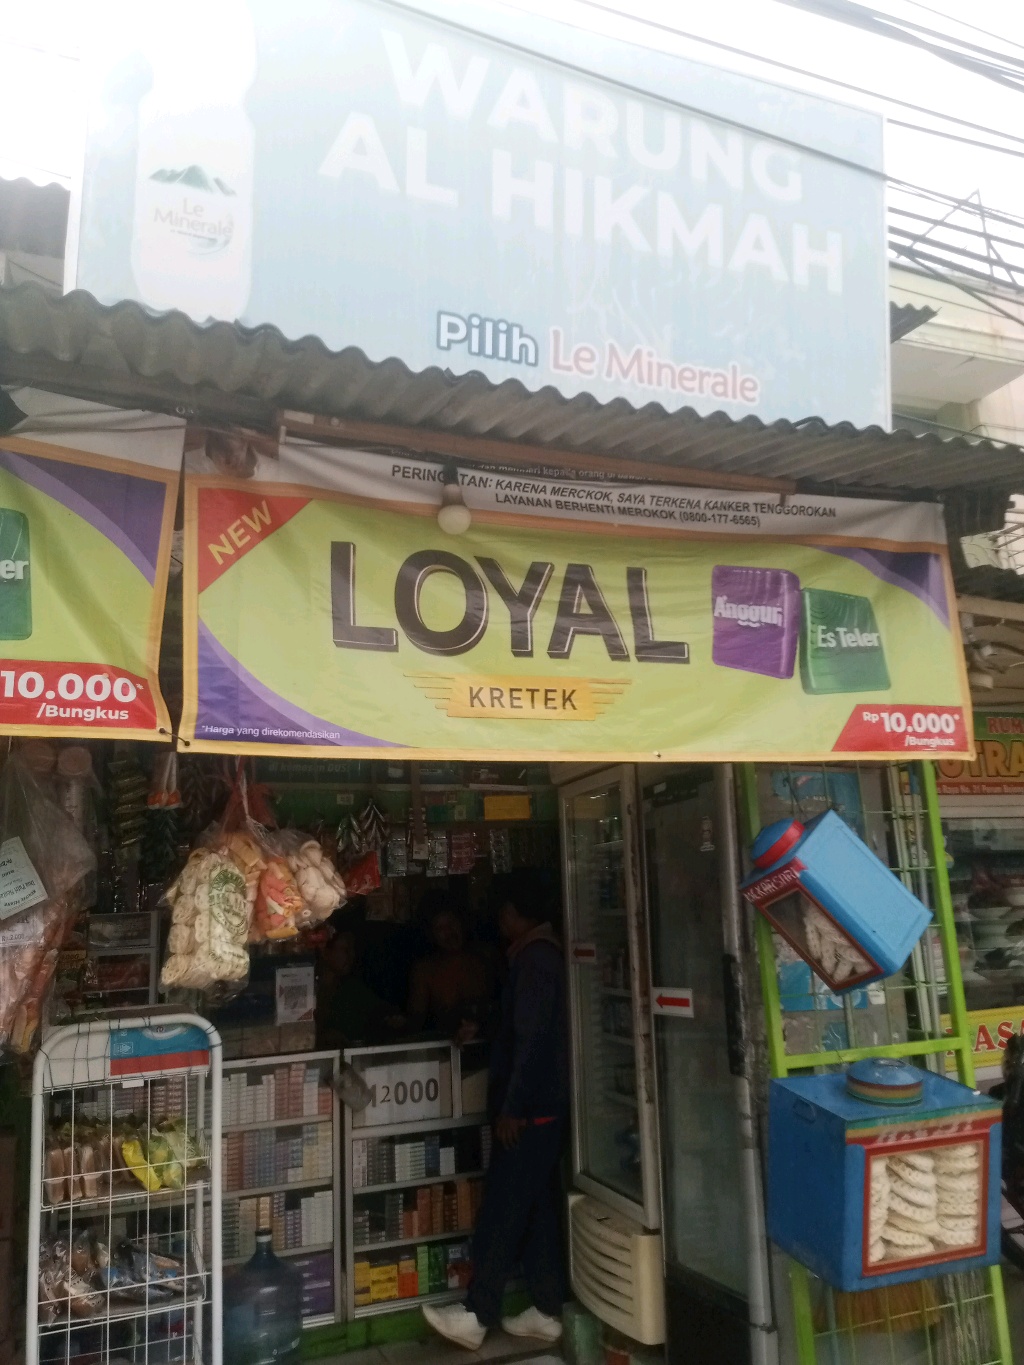 WARUNG
AL HIKMAH
Le
Minerale
Pilih Le Minerale
KARENA MERCKOK, SAYA TERKENA KANKER TENGGOROKAN
LAYANAN BERHENTI MEROKOK (0800-177-6565)
NEW
LOYAL
KRETEK
Anggur
Es Teler
*Harga yang direkomendasikan
Rp 10.000*
/Bungkus
er
10.000*
/Bungkus
12000